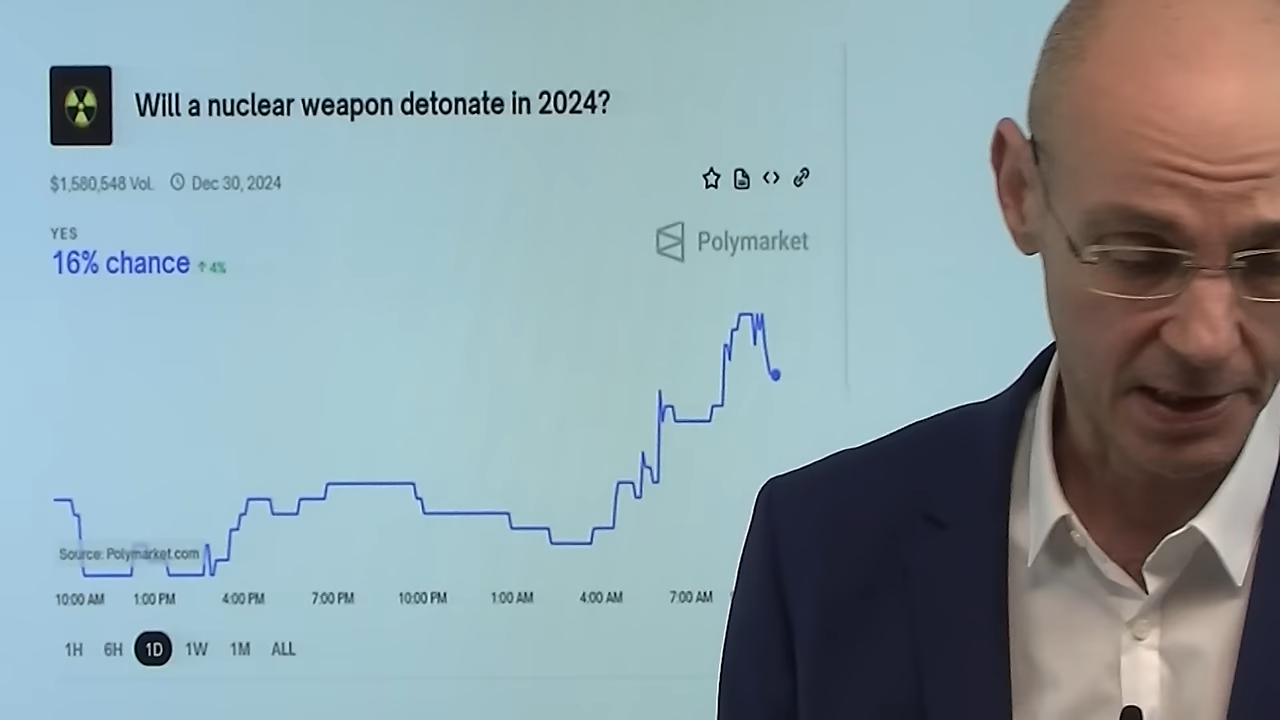 Will a nuclear weapon detonate in 2024?
$1,580,548 Vol. Dec 30, 2024
YES
16% chance ↑ 4%
Polymarket
Source: Polymarket.com
10:00 AM 1:00 PM 4:00 PM 7:00 PM 10:00 PM 1:00 AM 4:00 AM 7:00 AM
1H 6H 1D 1W 1M ALL